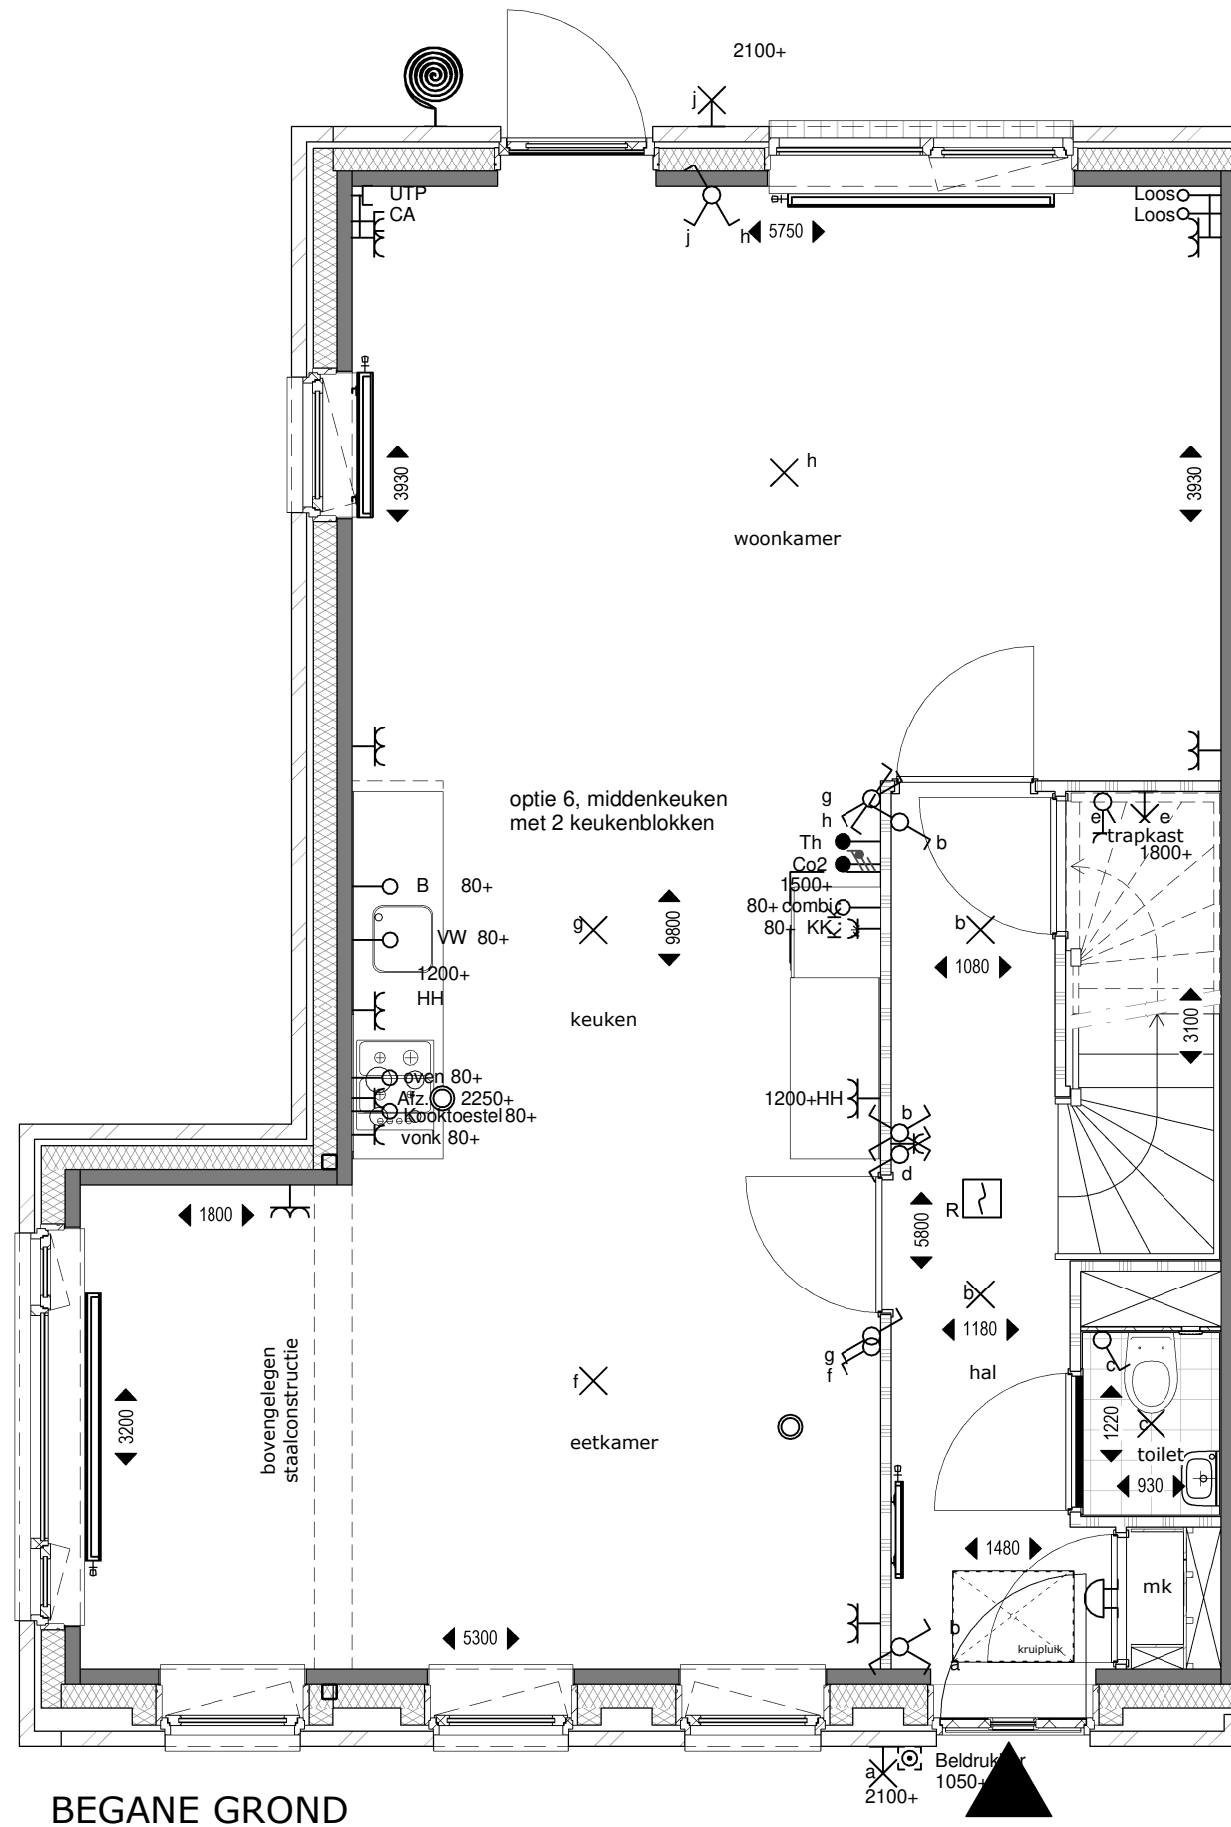 2100+
j
UTP
CA
Loos
Loos
j
h
5750
h
3930
3930
woonkamer
optie 6, middenkeuken
met 2 keukenblokken
g
h
Th
b
e
e
trapkast
1800+
Co2
1500+
B 80+
80+ combi
80+ KK
g
9800
b
VW 80+
1080
1200+
HH
keuken
3100
oven 80+
Afz. 2250+
Kooktoestel 80+
vonk 80+
1200+HH
b
d
1800
R
5800
b
1180
g
f
hal
c
f
bovengelegen
staalconstructie
3200
1220
c
eetkamer
toilet
930
1480
mk
5300
b
a
kruipluik
a
2100+
Beldrukker
1050+
BEGANE GROND